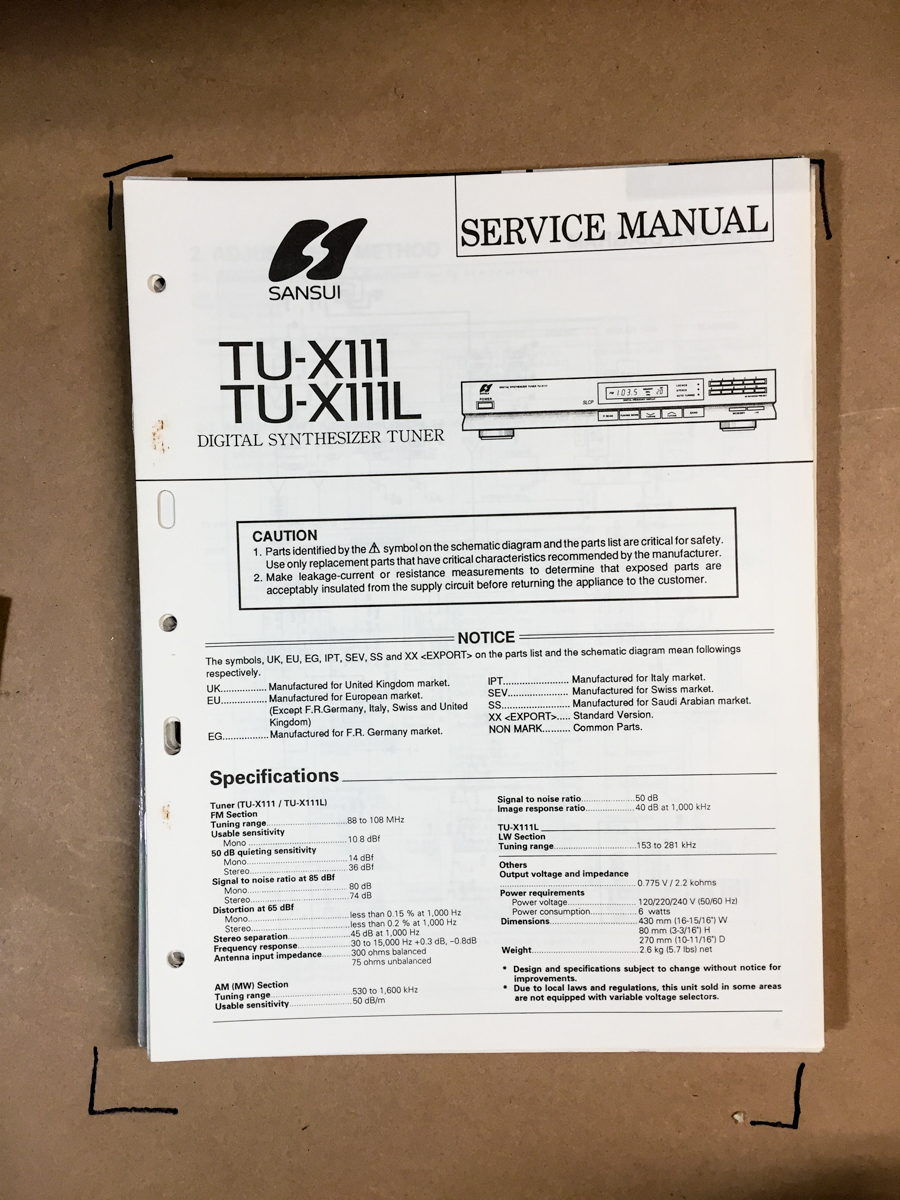 SERVICE MANUAL
SANSUI
TU-X111
TU-X111L
DIGITAL SYNTHESIZER TUNER
POWER
SLCP
103.5
CAUTION
1. Parts identified by the ⚠ symbol on the schematic diagram and the parts list are critical for safety.
Use only replacement parts that have critical characteristics recommended by the manufacturer.
2. Make leakage-current or resistance measurements to determine that exposed parts are
acceptably insulated from the supply circuit before returning the appliance to the customer.
NOTICE
The symbols, UK, EU, EG, IPT, SEV, SS and XX <EXPORT> on the parts list and the schematic diagram mean followings
respectively.
UK................. Manufactured for United Kingdom market.
EU................. Manufactured for European market.
(Except F.R.Germany, Italy, Swiss and United
Kingdom)
EG................. Manufactured for F.R. Germany market.
IPT........................ Manufactured for Italy market.
SEV...................... Manufactured for Swiss market.
SS......................... Manufactured for Saudi Arabian market.
XX <EXPORT>..... Standard Version.
NON MARK.......... Common Parts.
Specifications
Tuner (TU-X111 / TU-X111L)
FM Section
Tuning range.............................88 to 108 MHz
Usable sensitivity
Mono.............................10.8 dBf
50 dB quieting sensitivity
Mono.............................14 dBf
Stereo.............................36 dBf
Signal to noise ratio at 85 dBf
Mono.............................80 dB
Stereo.............................74 dB
Distortion at 65 dBf
Mono.............................less than 0.15 % at 1,000 Hz
Stereo.............................less than 0.2 % at 1,000 Hz
Stereo separation....................45 dB at 1,000 Hz
Frequency response.................30 to 15,000 Hz +0.3 dB, −0.8dB
Antenna input impedance..........300 ohms balanced
75 ohms unbalanced
AM (MW) Section
Tuning range.............................530 to 1,600 kHz
Usable sensitivity......................50 dB/m
Signal to noise ratio...................50 dB
Image response ratio.................40 dB at 1,000 kHz
TU-X111L
LW Section
Tuning range.............................153 to 281 kHz
Others
Output voltage and impedance
.............................0.775 V / 2.2 kohms
Power requirements
Power voltage.......................120/220/240 V (50/60 Hz)
Power consumption................6 watts
Dimensions...............................430 mm (16-15/16") W
80 mm (3-3/16") H
270 mm (10-11/16") D
Weight......................................2.6 kg (5.7 lbs) net
* Design and specifications subject to change without notice for
improvements.
* Due to local laws and regulations, this unit sold in some areas
are not equipped with variable voltage selectors.